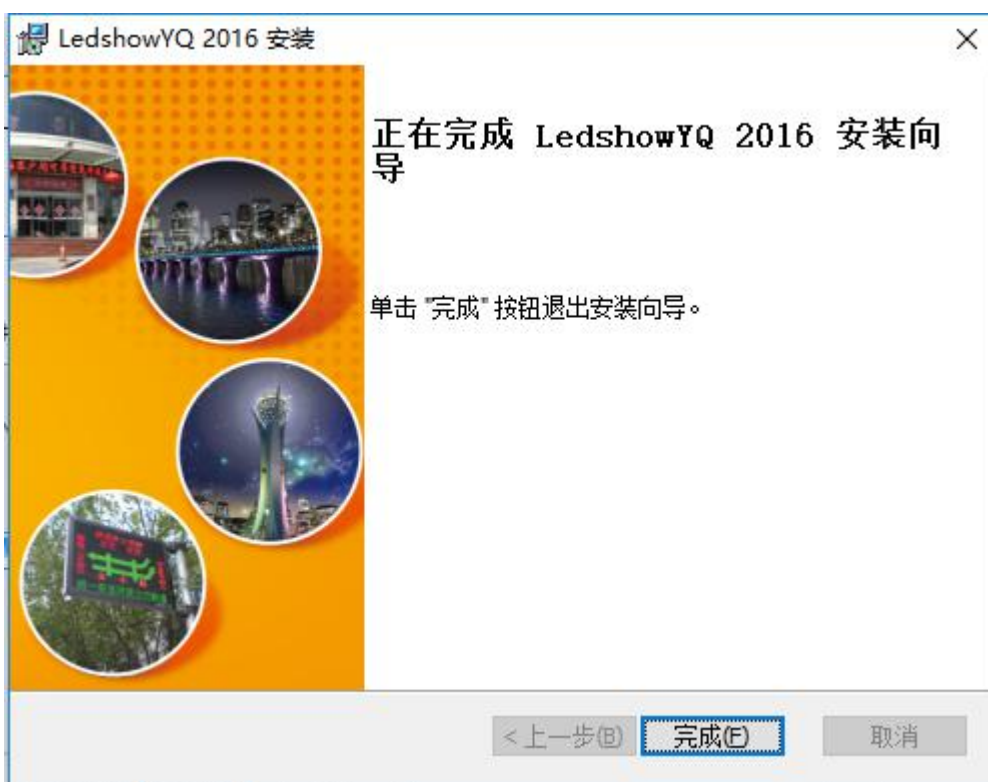 LedshowYQ 2016 安装
正在完成 LedshowYQ 2016 安装向
导
单击 "完成" 按钮退出安装向导。
<上一步(B)
完成(F)
取消